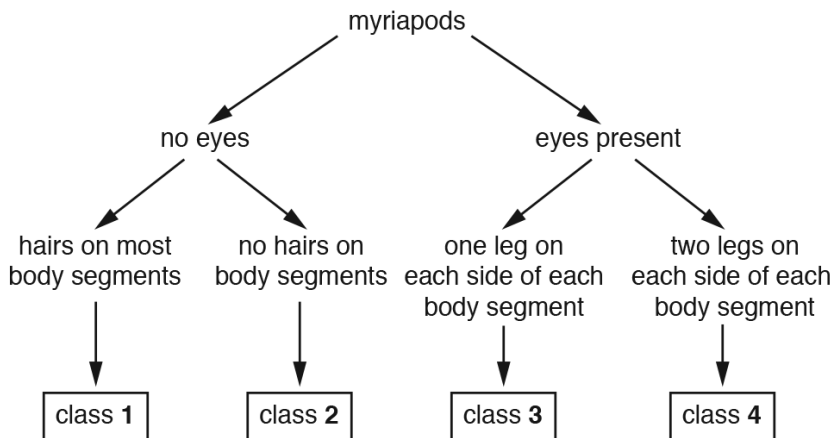 myriapods
no eyes
eyes present
hairs on most
body segments
no hairs on
body segments
one leg on
each side of each
body segment
two legs on
each side of each
body segment
class 1
class 2
class 3
class 4